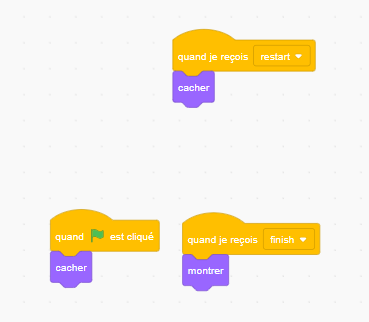 quand je reçois restart
cacher
quand est cliqué
cacher
quand je reçois finish
montrer